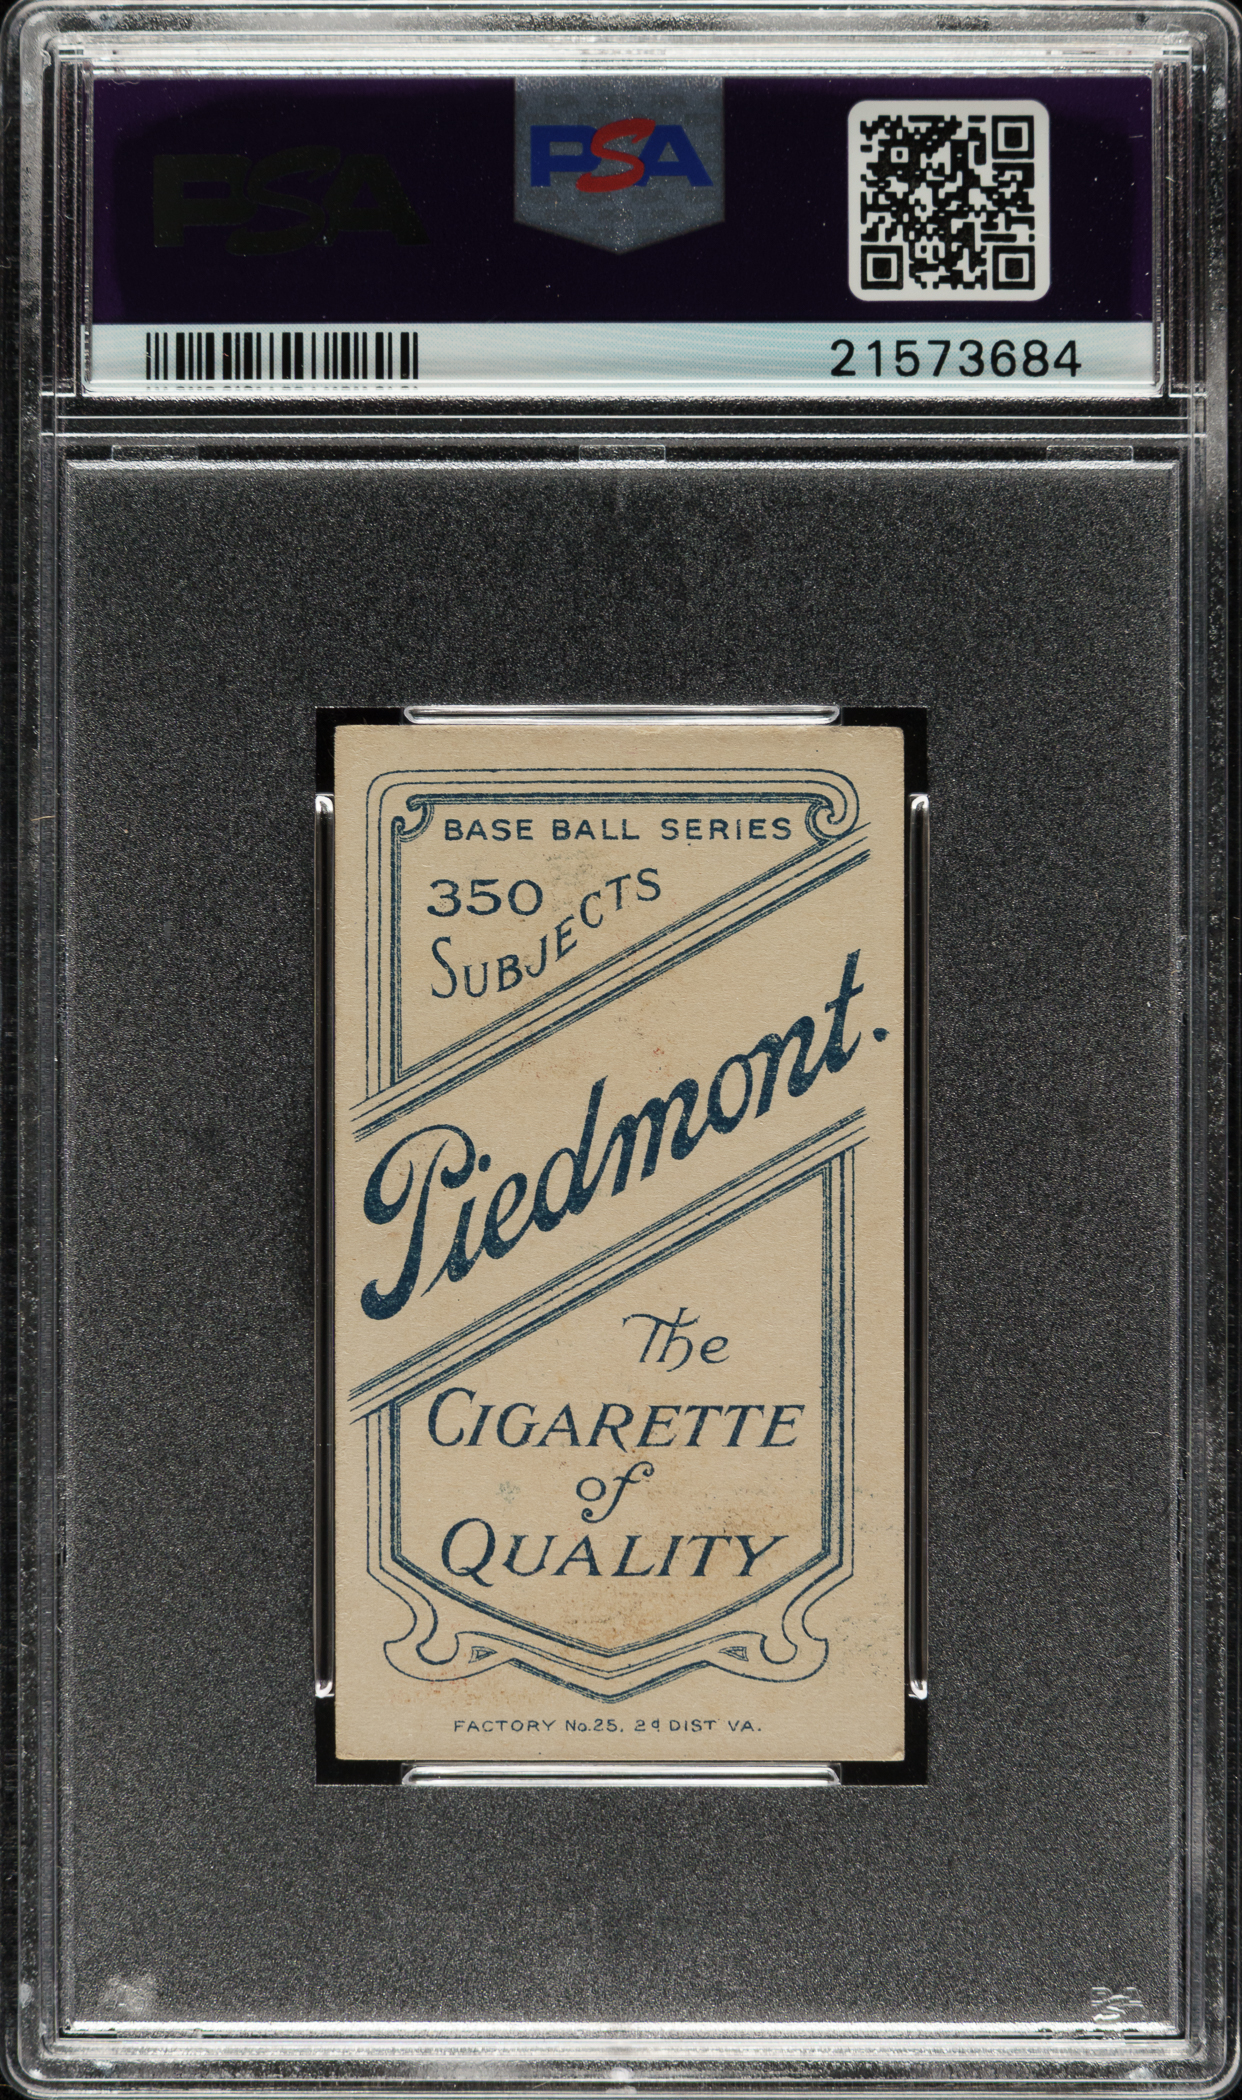 PSA
PSA
21573684
BASE BALL SERIES
350
SUBJECTS
Piedmont.
The
CIGARETTE
of
QUALITY
FACTORY No.25. 2d DIST VA.
PSA